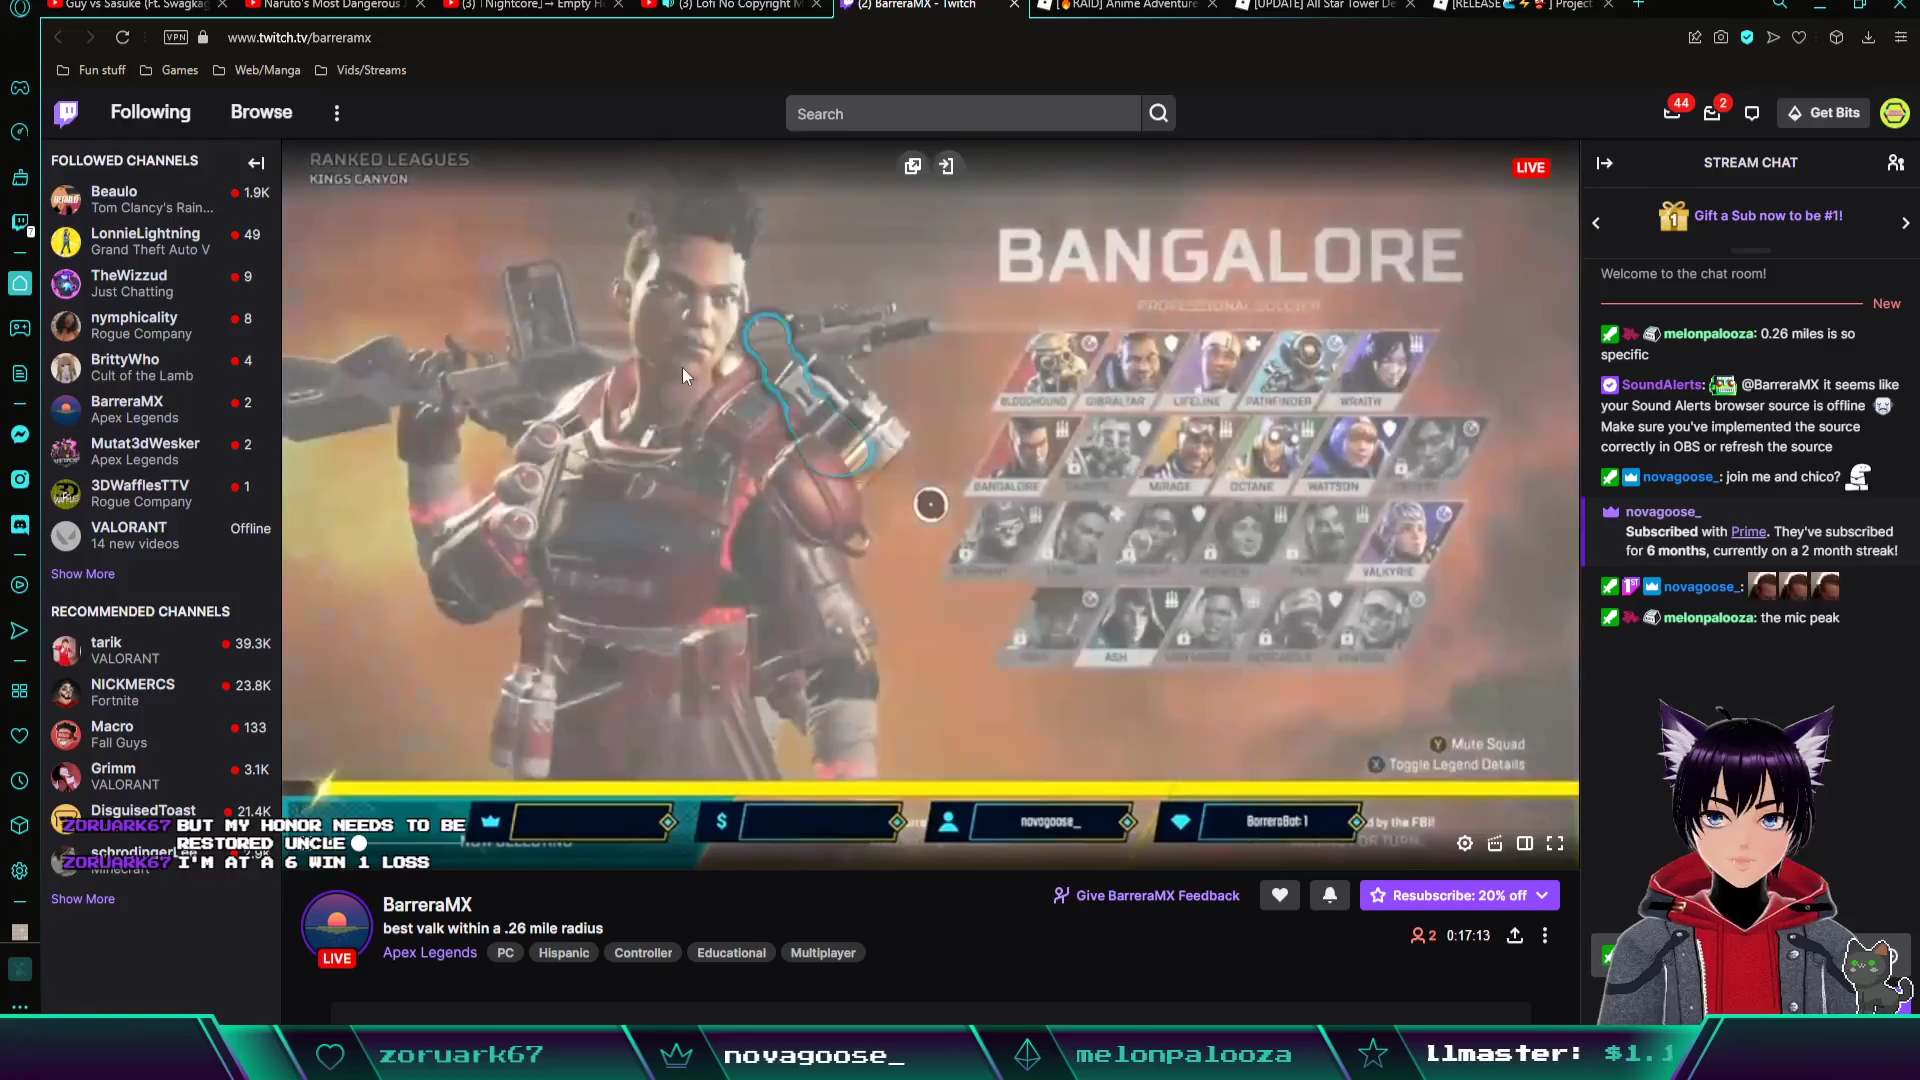 Guy vs Sasuke (Ft. Swagkag
Naruto's Most Dangerous J
(3) Nightcore] → Empty H
(3) Lofi No Copyright M
(2) BarreraMX - Twitch
[🔥RAID] Anime Adventure
[UPDATE] All Star Tower De
Project
VPN
www.twitch.tv/barreramx
Fun stuff
Games
Web/Manga
Vids/Streams
Following
Browse
Search
44
2
Get Bits
FOLLOWED CHANNELS
Beaulo
1.9K
Tom Clancy's Rain...
LonnieLightning
49
Grand Theft Auto V
TheWizzud
9
Just Chatting
nymphicality
8
Rogue Company
BrittyWho
4
Cult of the Lamb
BarreraMX
2
Apex Legends
Mutat3dWesker
2
Apex Legends
3DWafflesTTV
1
Rogue Company
VALORANT
Offline
14 new videos
Show More
RECOMMENDED CHANNELS
tarik
39.3K
VALORANT
NICKMERCS
23.8K
Fortnite
Macro
133
Fall Guys
Grimm
3.1K
VALORANT
DisguisedToast
21.4K
ZORUARK67 BUT MY HONOR NEEDS TO BE
RESTORED UNCLE
ZORUARK67 I'M AT A 6 WIN 1 LOSS
Show More
RANKED LEAGUES
KINGS CANYON
LIVE
BANGALORE
PROFESSIONAL SOLDIER
BLOODHOUND
GIBRALTAR
LIFELINE
PATHFINDER
WRAITH
BANGALORE
MIRAGE
OCTANE
WATTSON
VALKYRIE
ASH
Y Mute Squad
X Toggle Legend Details
novagoose_
BarreraBot: 1
d by the FBI!
BarreraMX
best valk within a .26 mile radius
Apex Legends
PC
Hispanic
Controller
Educational
Multiplayer
LIVE
Give BarreraMX Feedback
Resubscribe: 20% off
2
0:17:13
STREAM CHAT
1
Gift a Sub now to be #1!
Welcome to the chat room!
New
melonpalooza: 0.26 miles is so
specific
SoundAlerts: @BarreraMX it seems like
your Sound Alerts browser source is offline
Make sure you've implemented the source
correctly in OBS or refresh the source
novagoose_: join me and chico?
novagoose_
Subscribed with Prime. They've subscribed
for 6 months, currently on a 2 month streak!
novagoose_:
melonpalooza: the mic peak
zoruark67
novagoose_
melonpalooza
llmaster: $1.